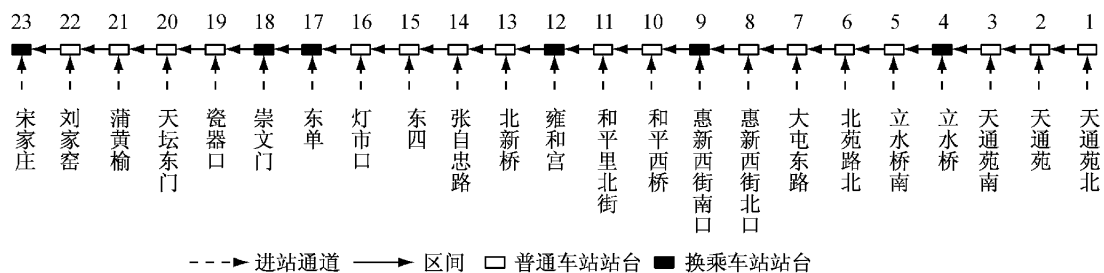 23 22 21 20 19 18 17 16 15 14 13 12 11 10 9 8 7 6 5 4 3 2 1
宋家庄
刘家窑
蒲黄榆
天坛东门
瓷器口
崇文门
东单
灯市口
东四
张自忠路
北新桥
雍和宫
和平里北街
和平西桥
惠新西街南口
惠新西街北口
大屯东路
北苑路北
立水桥南
立水桥
天通苑南
天通苑
天通苑北
进站通道 区间 普通车站站台 换乘车站站台